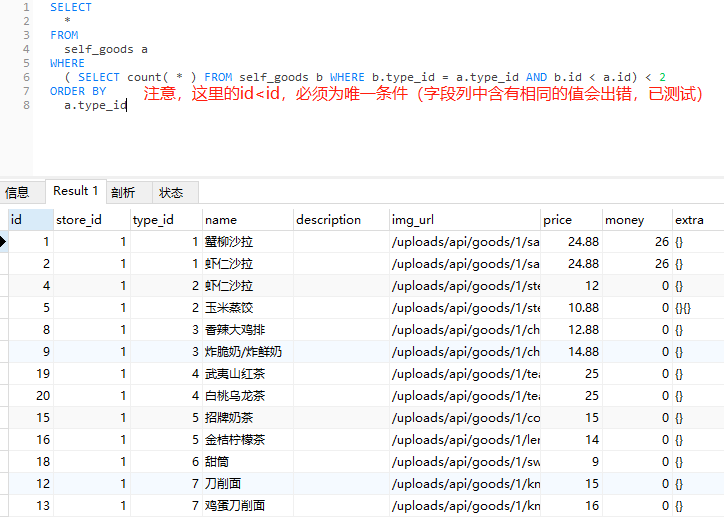 1 SELECT
2 *
3 FROM
4 self_goods a
5 WHERE
6 ( SELECT count( * ) FROM self_goods b WHERE b.type_id = a.type_id AND b.id < a.id) < 2
7 ORDER BY 注意，这里的id<id，必须为唯一条件（字段列中含有相同的值会出错，已测试）
8 a.type_id
信息 Result 1 剖析 状态
id store_id type_id name description img_url price money extra
1 1 1 蟹柳沙拉 /uploads/api/goods/1/sa 24.88 26 {}
2 1 1 虾仁沙拉 /uploads/api/goods/1/sa 24.88 26 {}
4 1 2 虾仁沙拉 /uploads/api/goods/1/ste 12 0 {}
5 1 2 玉米蒸饺 /uploads/api/goods/1/ste 10.88 0 {}{}
8 1 3 香辣大鸡排 /uploads/api/goods/1/ch 12.88 0 {}
9 1 3 炸脆奶/炸鲜奶 /uploads/api/goods/1/ch 14.88 0 {}
19 1 4 武夷山红茶 /uploads/api/goods/1/tea 25 0 {}
20 1 4 白桃乌龙茶 /uploads/api/goods/1/tea 25 0 {}
15 1 5 招牌奶茶 /uploads/api/goods/1/co 15 0 {}
16 1 5 金桔柠檬茶 /uploads/api/goods/1/ler 14 0 {}
18 1 6 甜筒 /uploads/api/goods/1/sw 9 0 {}
12 1 7 刀削面 /uploads/api/goods/1/kn 15 0 {}
13 1 7 鸡蛋刀削面 /uploads/api/goods/1/kn 16 0 {}